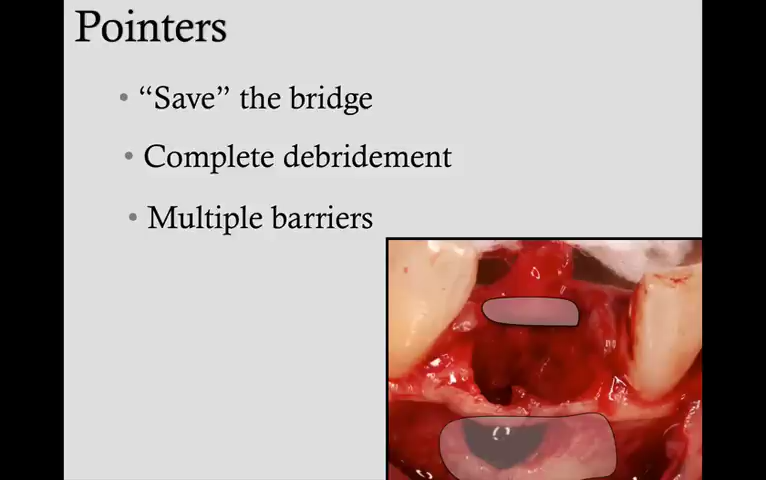 Pointers
• “Save” the bridge
• Complete debridement
• Multiple barriers